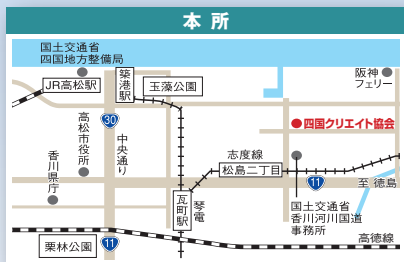 本所
国土交通省
四国地方整備局
JR高松駅
築港駅
玉藻公園
阪神
フェリー
30
高松市役所
中央通り
四国クリエイト協会
香川県庁
志度線
松島二丁目
11
至 徳島
瓦町駅
琴電
国土交通省
香川河川国道
事務所
栗林公園
11
高徳線